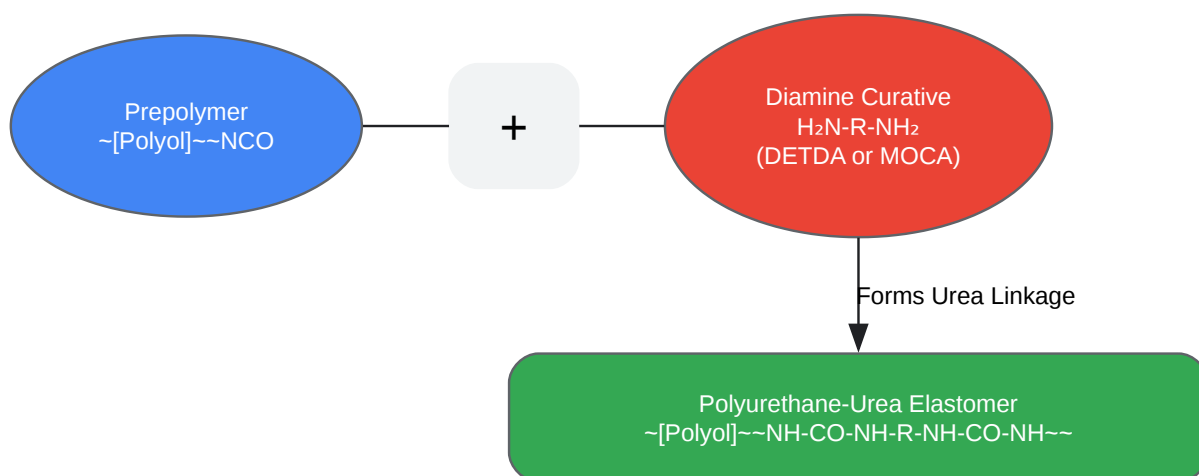 Prepolymer
~[Polyol]~~NCO
+
Diamine Curative
H₂N-R-NH₂
(DETDA or MOCA)
Forms Urea Linkage
Polyurethane-Urea Elastomer
~[Polyol]~~NH-CO-NH-R-NH-CO-NH~~